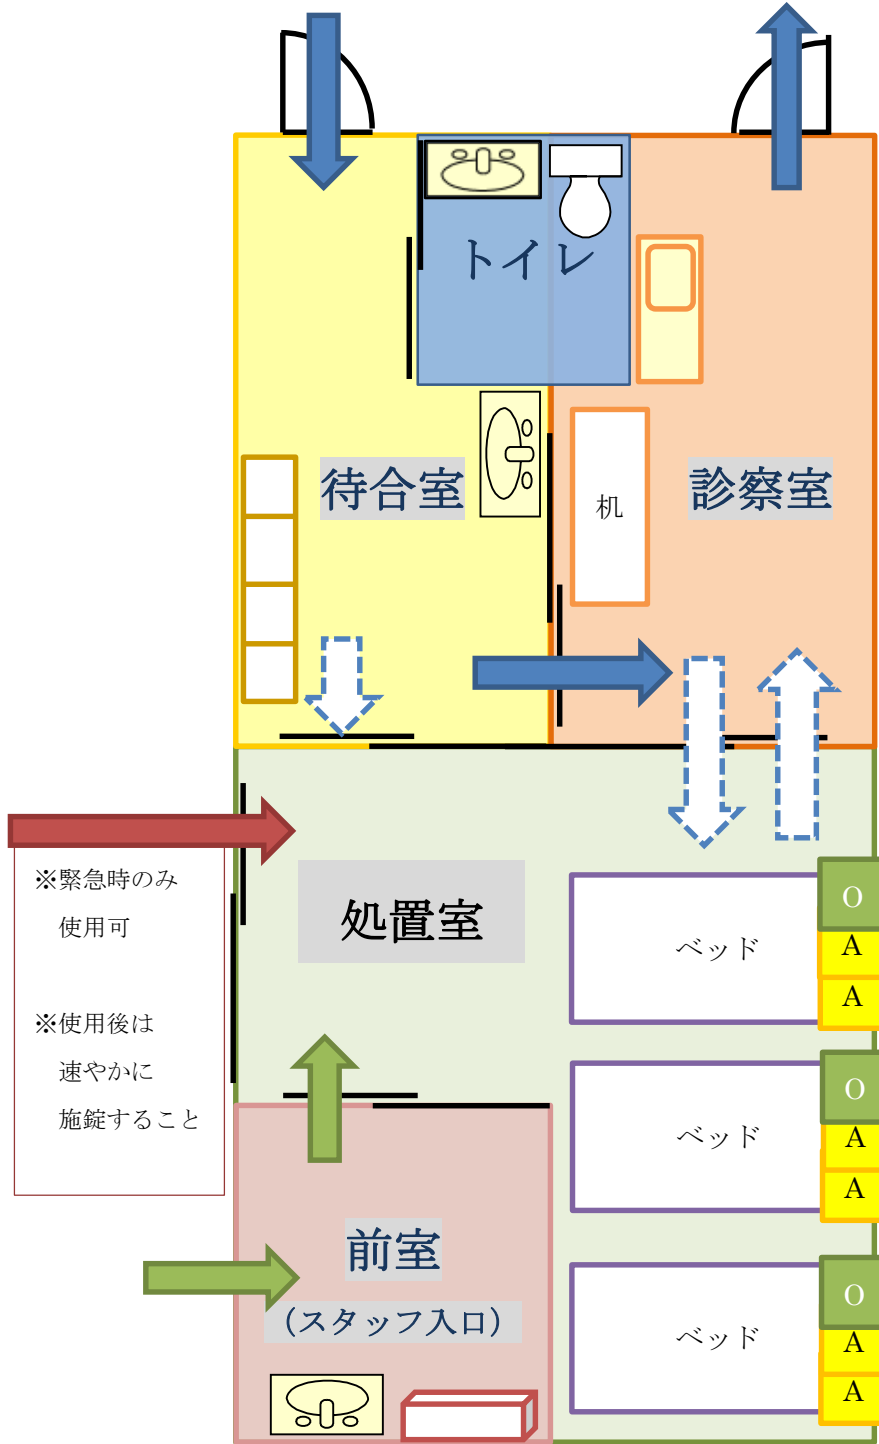 トイレ
待合室
机
診察室
※緊急時のみ
使用可
※使用後は
速やかに
施錠すること
処置室
ベッド
O
A
A
ベッド
O
A
A
前室
（スタッフ入口）
ベッド
O
A
A